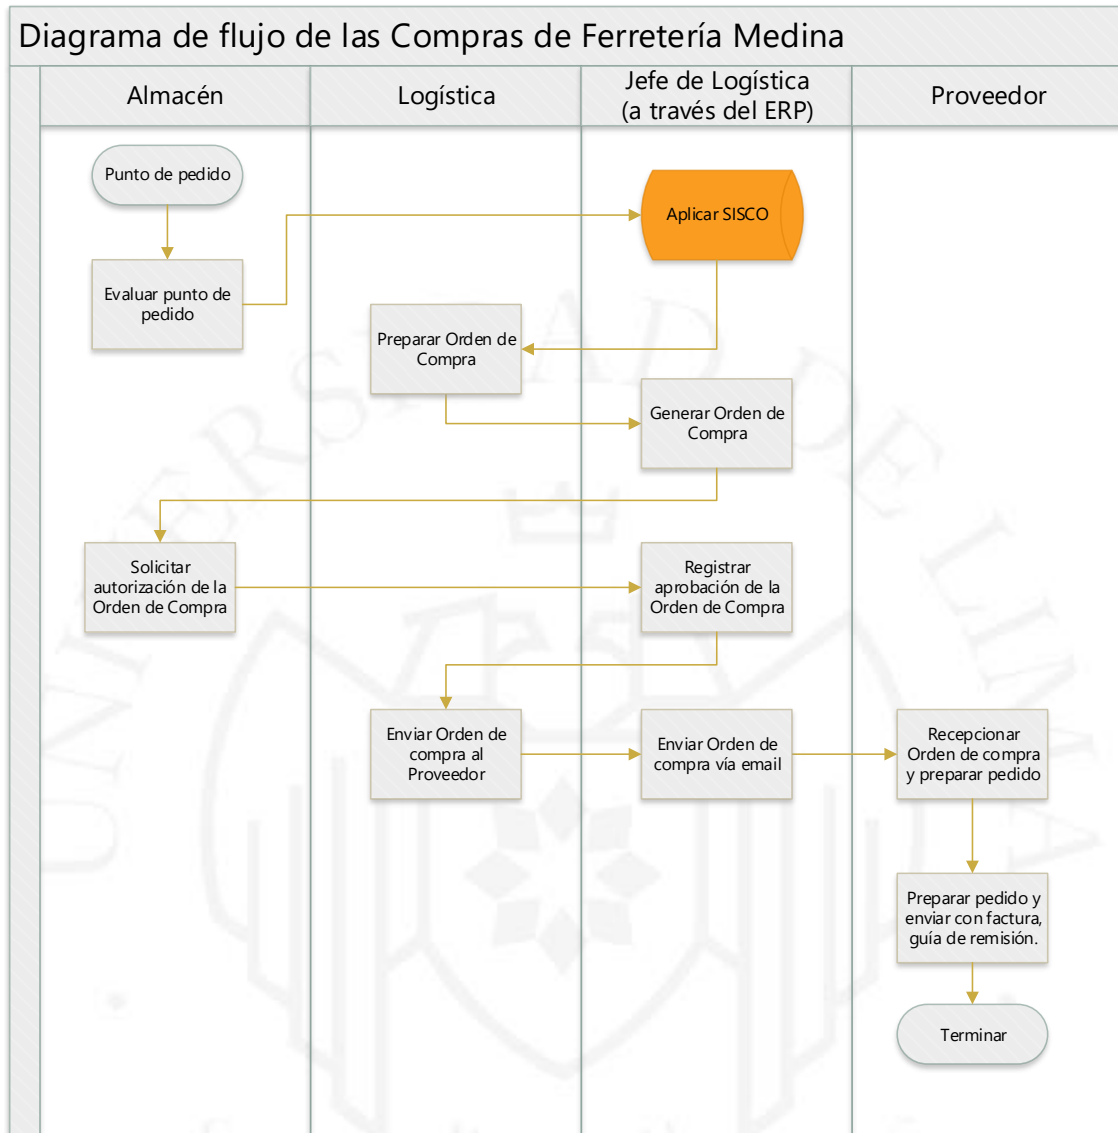 Diagrama de flujo de las Compras de Ferretería Medina
Almacén
Logística
Jefe de Logística
(a través del ERP)
Proveedor
Punto de pedido
Aplicar SISCO
Evaluar punto de
pedido
Preparar Orden de
Compra
Generar Orden de
Compra
Solicitar
autorización de la
Orden de Compra
Registrar
aprobación de la
Orden de Compra
Enviar Orden de
compra al
Proveedor
Enviar Orden de
compra vía email
Recepcionar
Orden de compra
y preparar pedido
Preparar pedido y
enviar con factura,
guía de remisión.
Terminar
UNIVERSIDAD DE LIMA